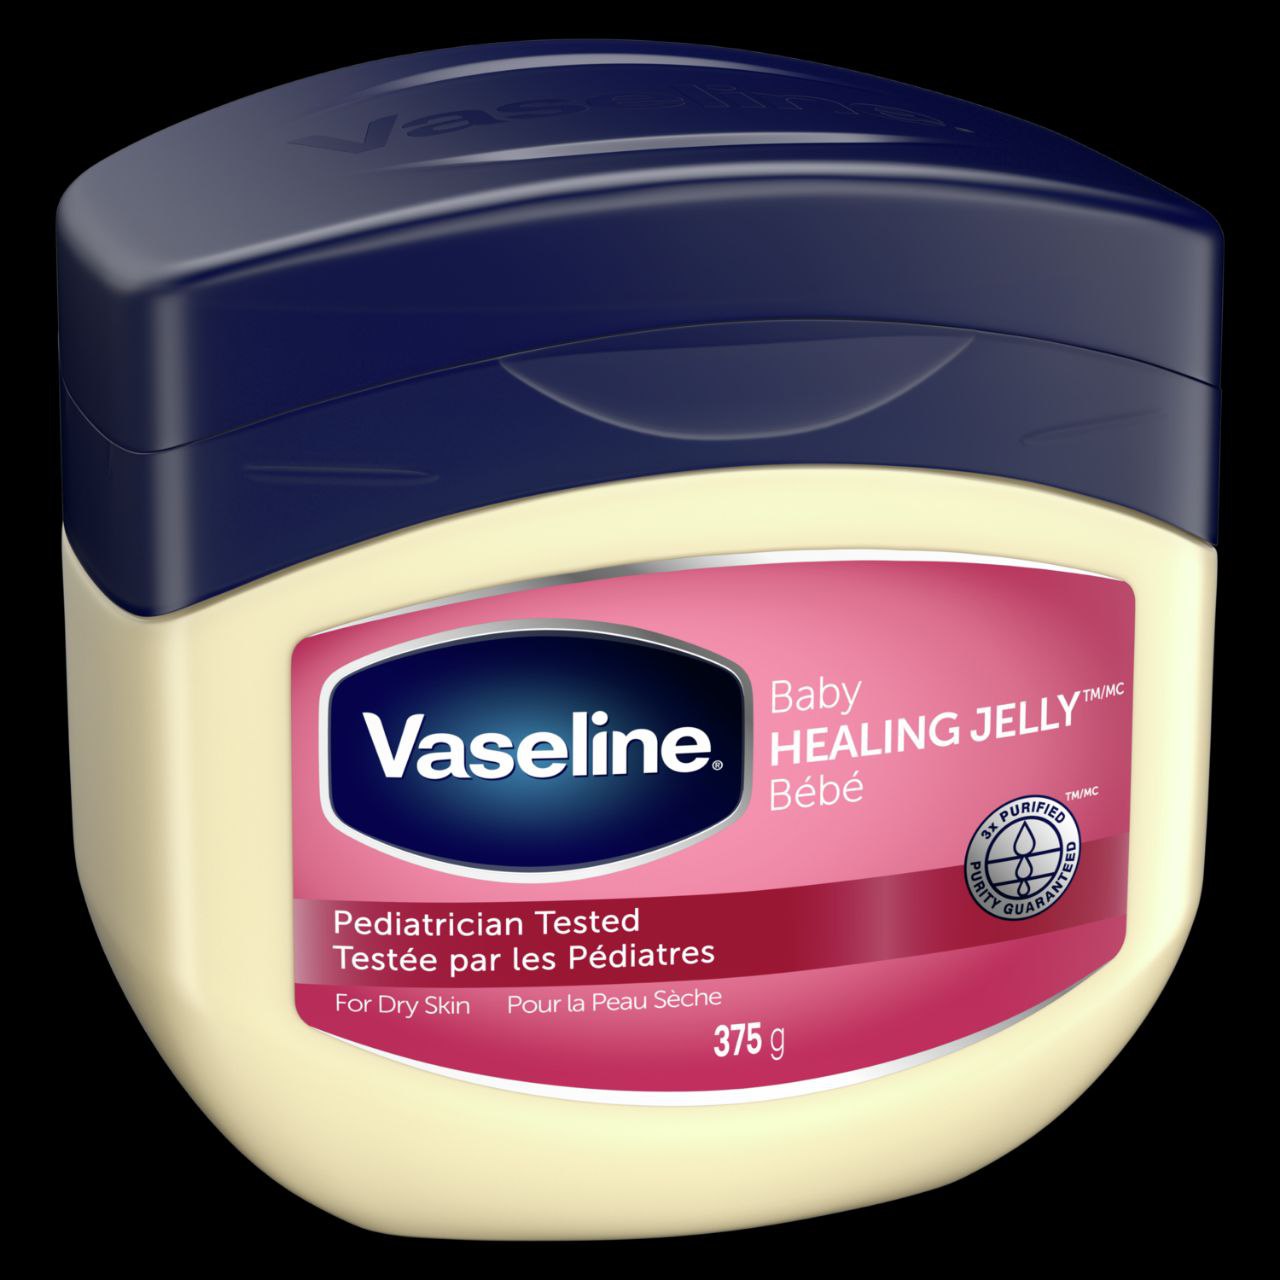 Vaseline.
Vaseline.®
Baby
HEALING JELLY™/MC
Bébé
3x PURIFIED
PURITY GUARANTEED
TM/MC
Pediatrician Tested
Testée par les Pédiatres
For Dry Skin Pour la Peau Sèche
375 g